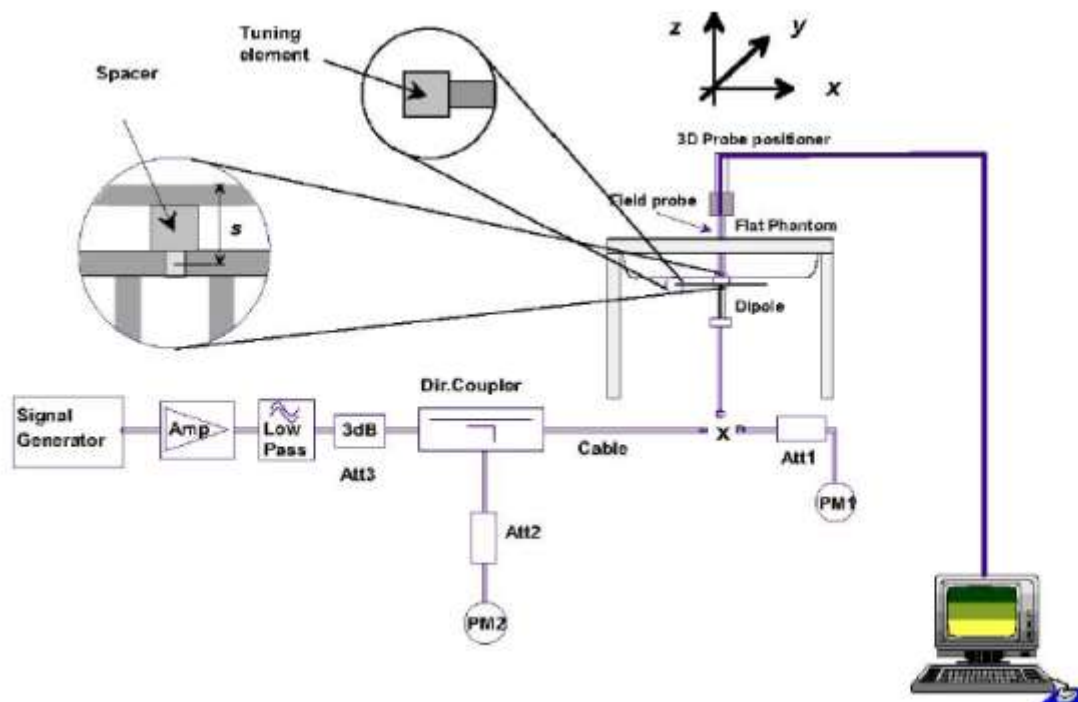 Tuning
element
z
y
x
Spacer
3D Probe positioner
s
Field probe
Flat Phantom
Dipole
Dir.Coupler
Signal
Generator
Amp
Low
Pass
3dB
Att3
Cable
x
Att1
PM1
Att2
PM2